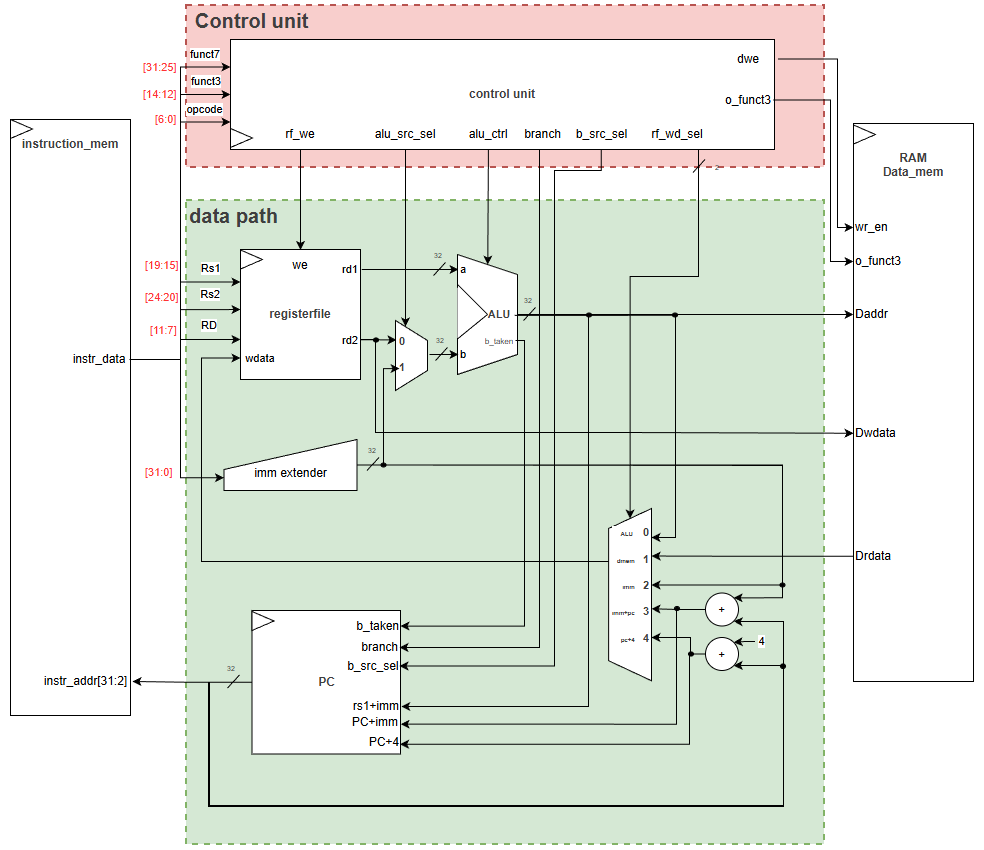 Control unit
funct7
[31:25]
funct3
[14:12]
opcode
[6:0]
control unit
dwe
o_funct3
rf_we
alu_src_sel
alu_ctrl
branch
b_src_sel
rf_wd_sel
2
instruction_mem
instr_data
instr_addr[31:2]
RAM
Data_mem
wr_en
o_funct3
Daddr
Dwdata
Drdata
data path
[19:15]
Rs1
[24:20]
Rs2
[11:7]
RD
wdata
we
registerfile
rd1
rd2
32
0
1
32
a
b
ALU
b_taken
32
[31:0]
imm extender
32
ALU 0
dmem 1
imm 2
imm+pc 3
pc+4 4
+
+
4
b_taken
branch
b_src_sel
PC
rs1+imm
PC+imm
PC+4
32